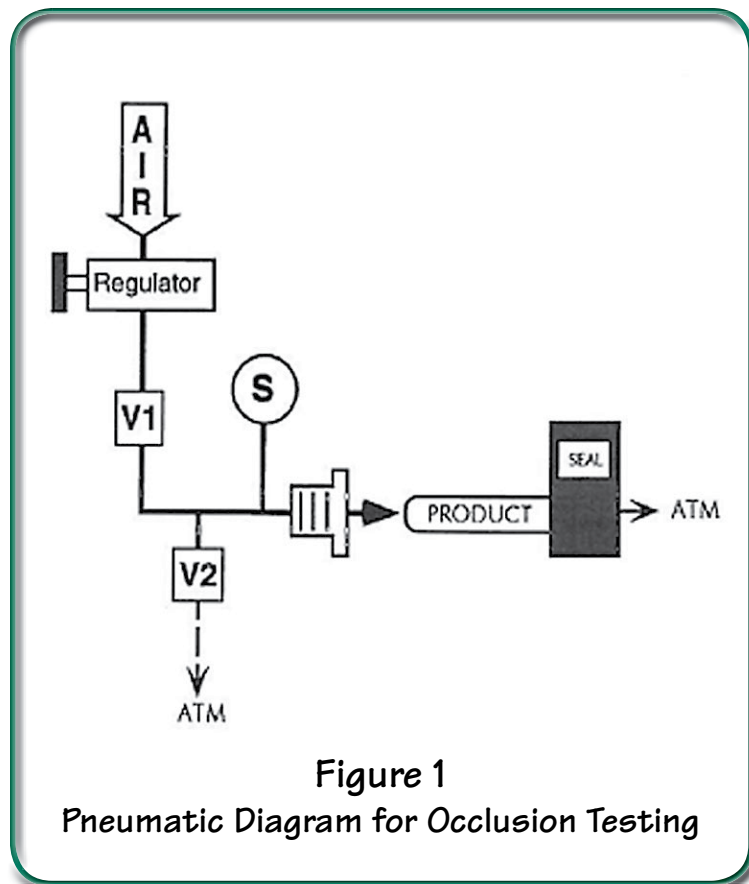 A
I
R
Regulator
V1
S
SEAL
PRODUCT
ATM
V2
ATM
Figure 1
Pneumatic Diagram for Occlusion Testing